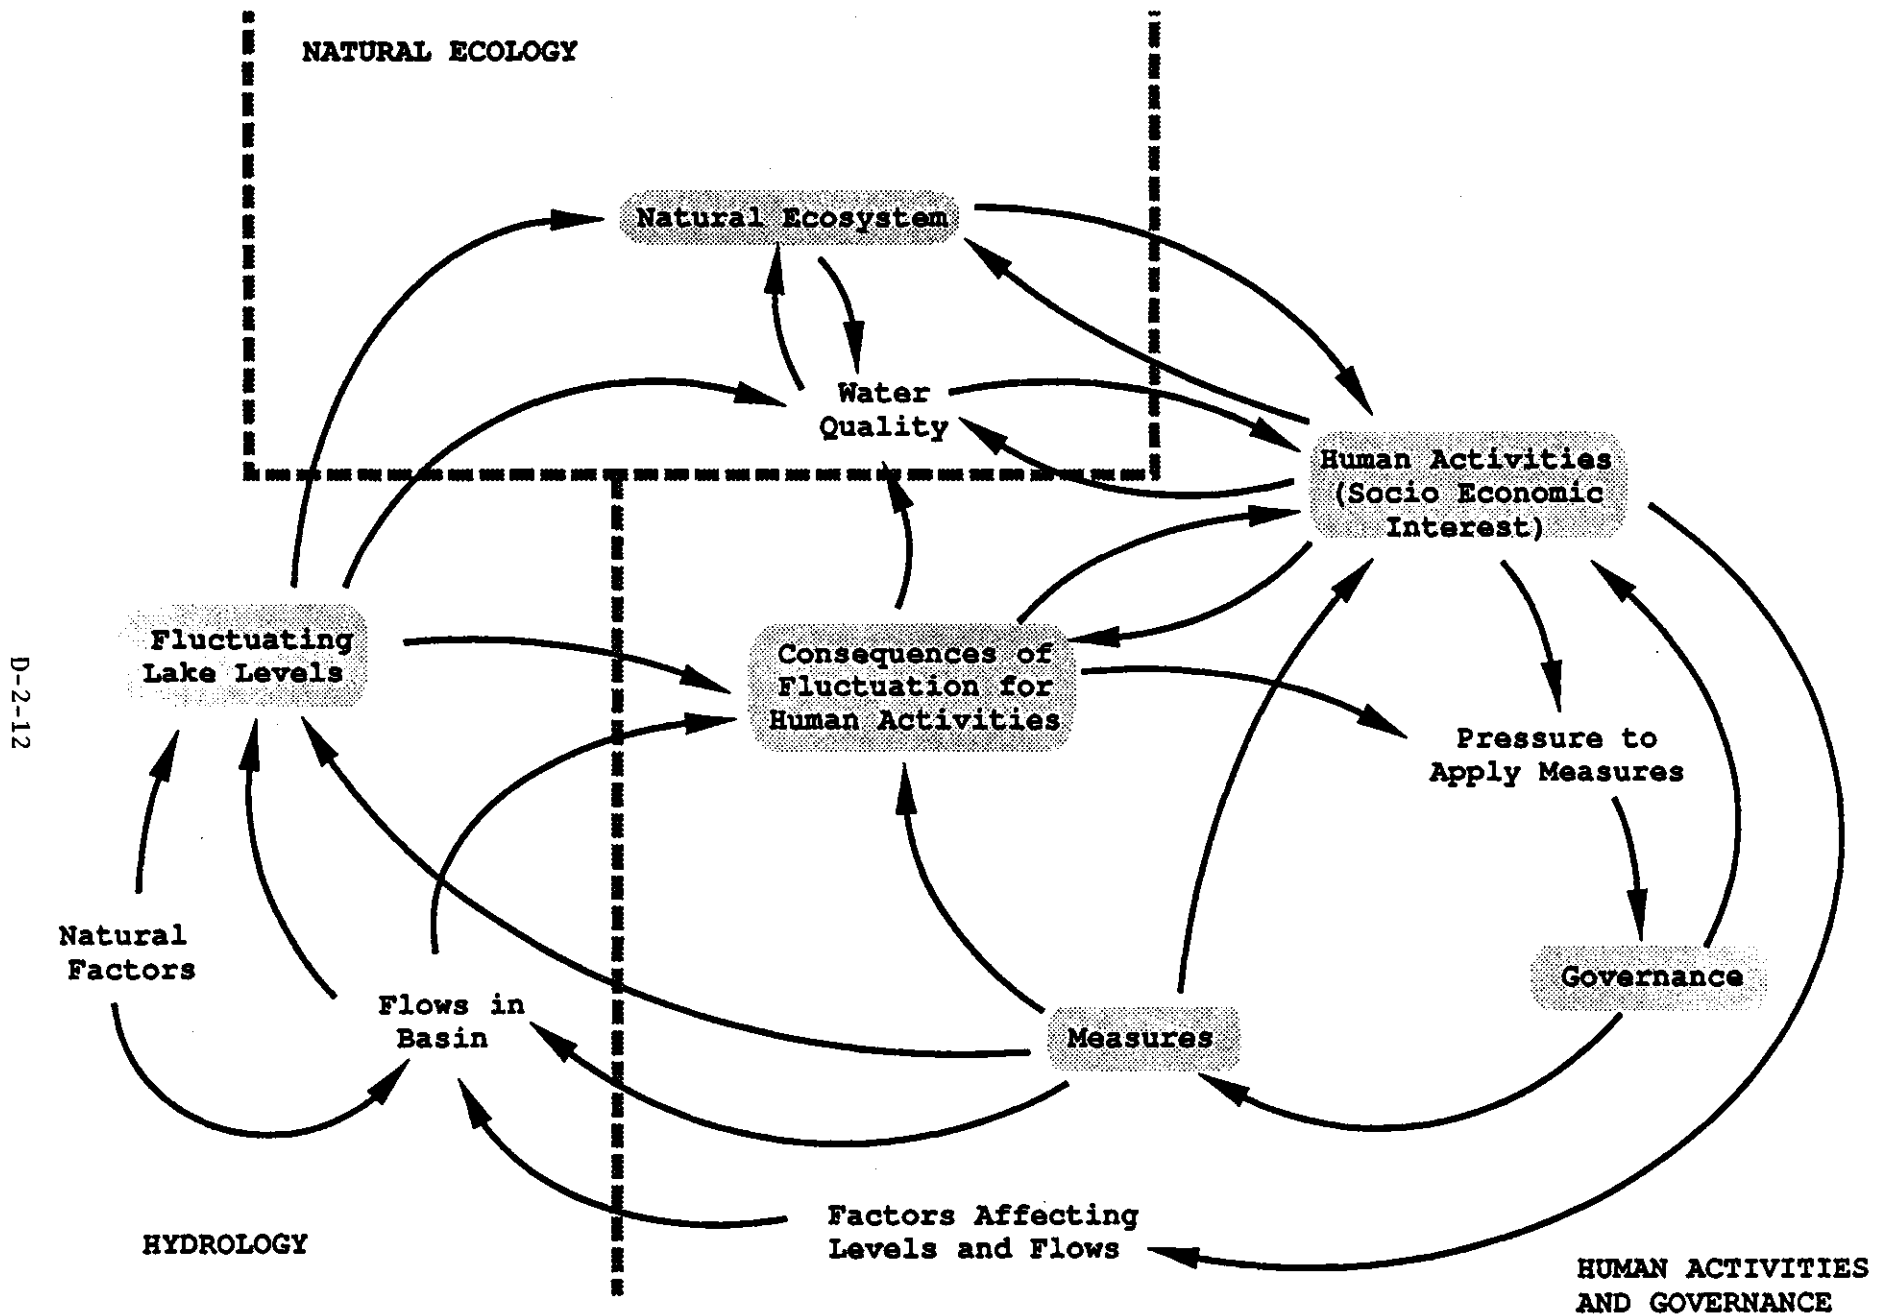 NATURAL ECOLOGY
Natural Ecosystem
Water
Quality
Human Activities
(Socio Economic
Interest)
Fluctuating
Lake Levels
Consequences of
Fluctuation for
Human Activities
Pressure to
Apply Measures
D-2-12
Natural
Factors
Governance
Flows in
Basin
Measures
Factors Affecting
Levels and Flows
HYDROLOGY
HUMAN ACTIVITIES
AND GOVERNANCE